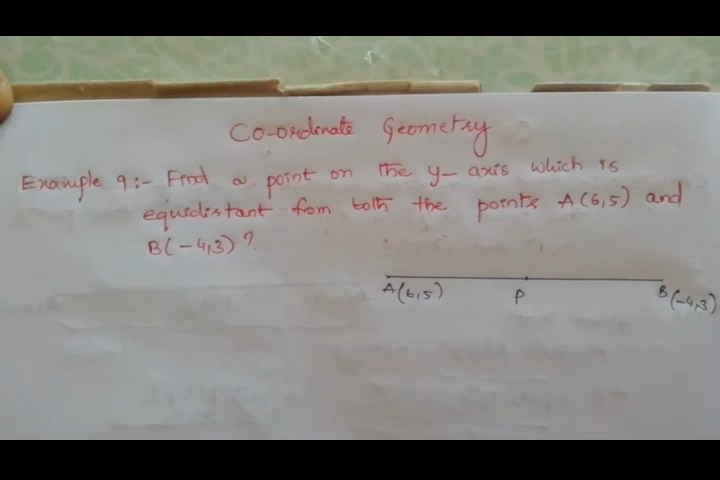 Co-ordinate Geometry
Example 9:- Find a point on the y-axis which is
equidistant fom both the points A(6,5) and
B(-4,3)?
A(6,5) P B(-4,3)